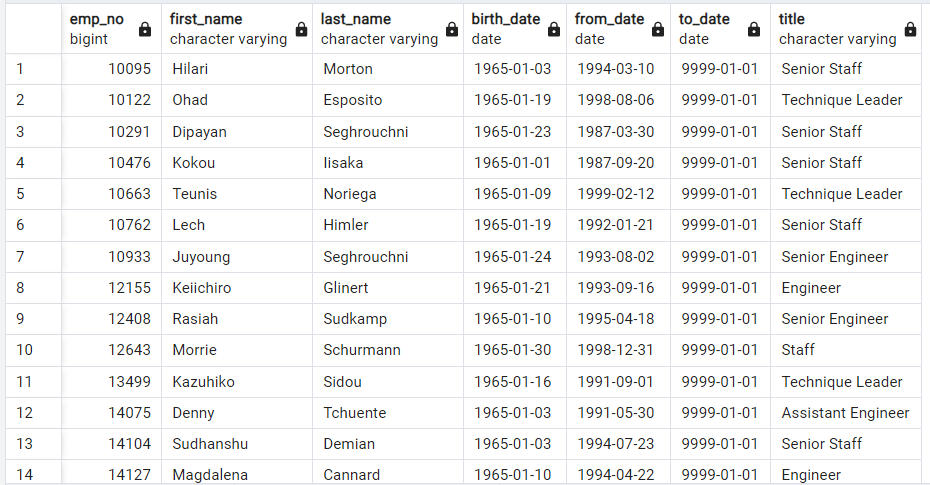 emp_no first_name last_name birth_date from_date to_date title
bigint character varying character varying date date date character varying
1 10095 Hilari Morton 1965-01-03 1994-03-10 9999-01-01 Senior Staff
2 10122 Ohad Esposito 1965-01-19 1998-08-06 9999-01-01 Technique Leader
3 10291 Dipayan Seghrouchni 1965-01-23 1987-03-30 9999-01-01 Senior Staff
4 10476 Kokou Iisaka 1965-01-01 1987-09-20 9999-01-01 Senior Staff
5 10663 Teunis Noriega 1965-01-09 1999-02-12 9999-01-01 Technique Leader
6 10762 Lech Himler 1965-01-19 1992-01-21 9999-01-01 Senior Staff
7 10933 Juyoung Seghrouchni 1965-01-24 1993-08-02 9999-01-01 Senior Engineer
8 12155 Keiichiro Glinert 1965-01-21 1993-09-16 9999-01-01 Engineer
9 12408 Rasiah Sudkamp 1965-01-10 1995-04-18 9999-01-01 Senior Engineer
10 12643 Morrie Schurmann 1965-01-30 1998-12-31 9999-01-01 Staff
11 13499 Kazuhiko Sidou 1965-01-16 1991-09-01 9999-01-01 Technique Leader
12 14075 Denny Tchuente 1965-01-03 1991-05-30 9999-01-01 Assistant Engineer
13 14104 Sudhanshu Demian 1965-01-03 1994-07-23 9999-01-01 Senior Staff
14 14127 Magdalena Cannard 1965-01-10 1994-04-22 9999-01-01 Engineer